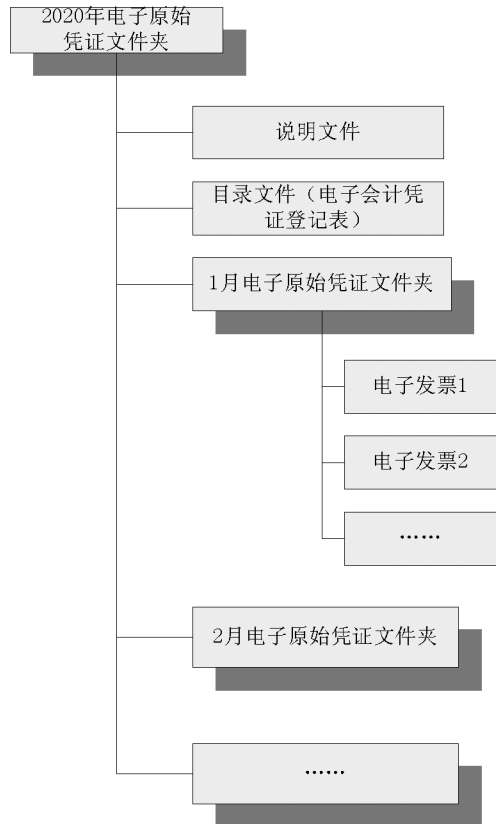 2020年电子原始
凭证文件夹
说明文件
目录文件（电子会计凭
证登记表）
1月电子原始凭证文件夹
电子发票1
电子发票2
……
2月电子原始凭证文件夹
……